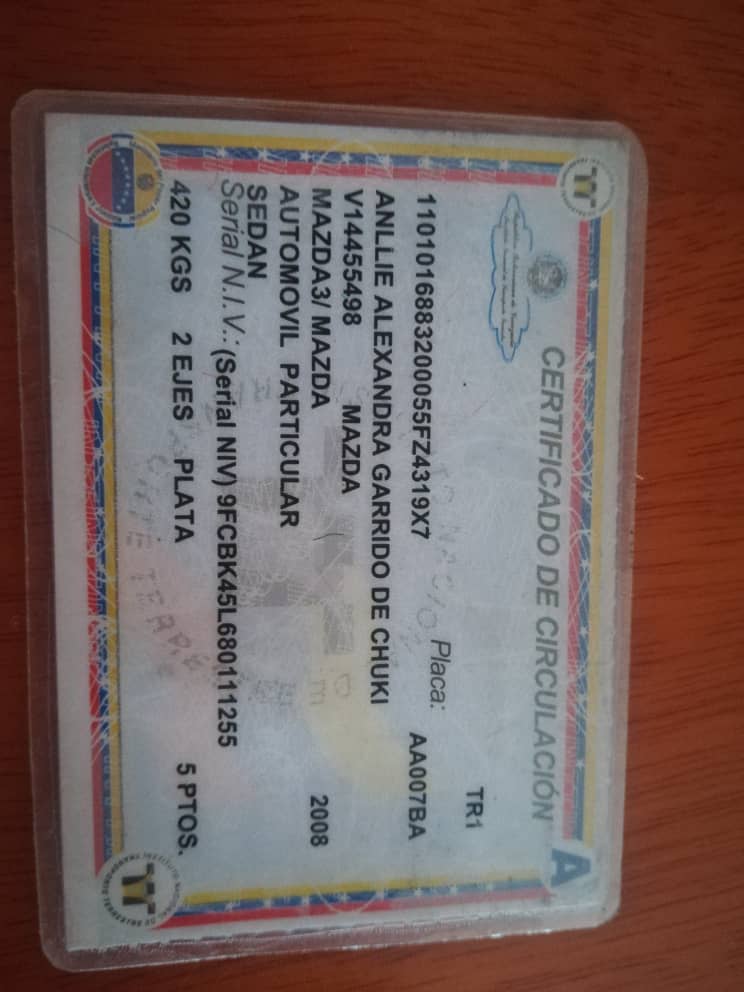 CERTIFICADO DE CIRCULACIÓN
A
TR1
Placa: AA007BA
1101016883200055FZ4319X7
ANLLIE ALEXANDRA GARRIDO DE CHUKI
V14455498 MAZDA
MAZDA3/ MAZDA 2008
AUTOMOVIL PARTICULAR
SEDAN
Serial N.I.V.: (Serial NIV) 9FCBK45L680111255
420 KGS 2 EJES PLATA 5 PTOS.